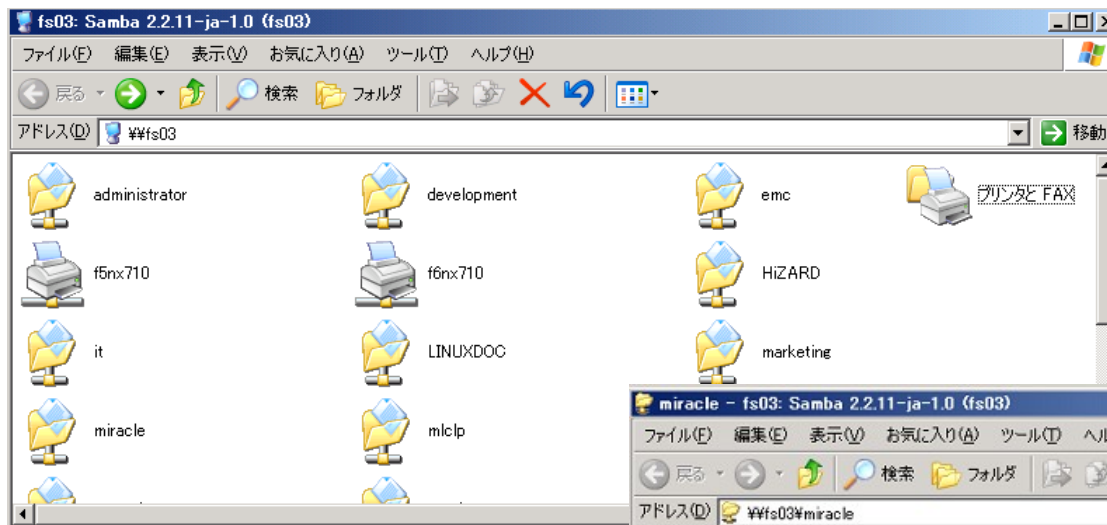 fs03: Samba 2.2.11-ja-1.0 (fs03)
ファイル(F) 編集(E) 表示(V) お気に入り(A) ツール(T) ヘルプ(H)
戻る 検索 フォルダ
アドレス(D) ¥¥fs03 移動
administrator development emc プリンタと FAX
f5nx710 f6nx710 HiZARD
it LINUXDOC marketing
miracle mlclp
miracle - fs03: Samba 2.2.11-ja-1.0 (fs03)
ファイル(F) 編集(E) 表示(V) お気に入り(A) ツール(T)
戻る 検索 フォルダ
アドレス(D) ¥¥fs03¥miracle